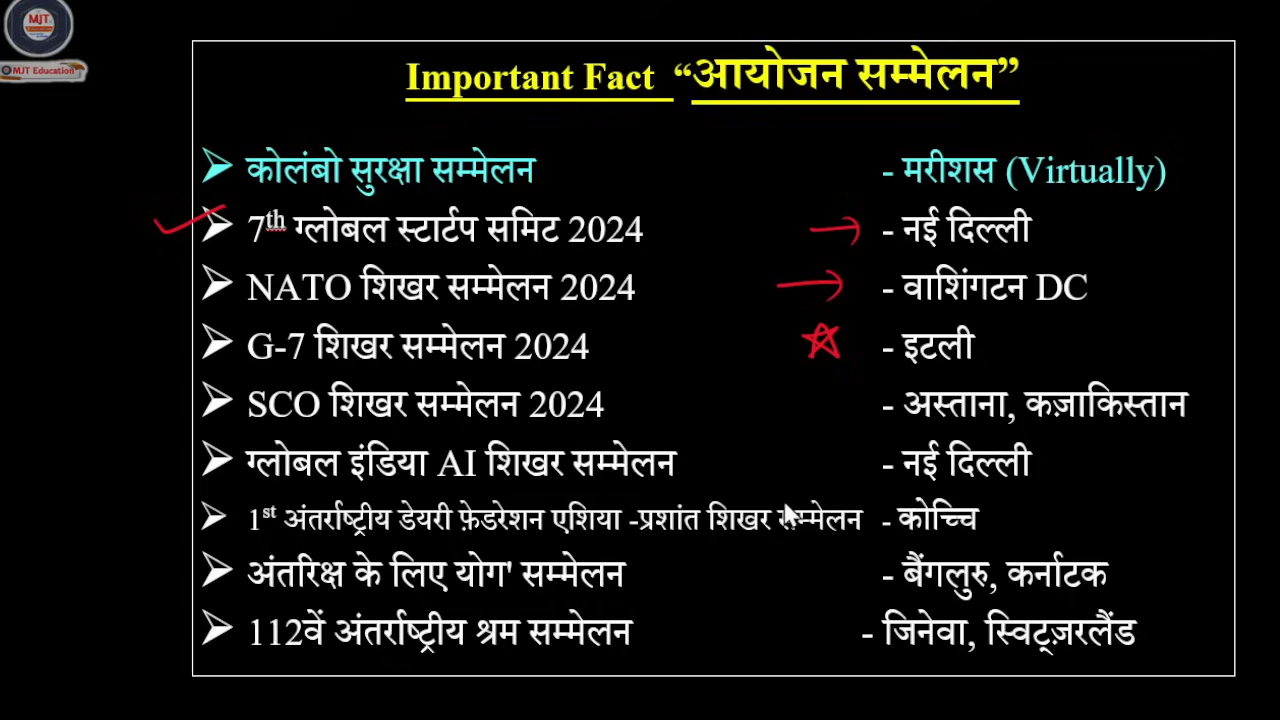 MJT
Education
MJT Education
Important Fact “आयोजन सम्मेलन”
➢ कोलंबो सुरक्षा सम्मेलन - मरीशस (Virtually)
➢ 7th ग्लोबल स्टार्टप समिट 2024 - नई दिल्ली
➢ NATO शिखर सम्मेलन 2024 - वाशिंगटन DC
➢ G-7 शिखर सम्मेलन 2024 - इटली
➢ SCO शिखर सम्मेलन 2024 - अस्ताना, कज़ाकिस्तान
➢ ग्लोबल इंडिया AI शिखर सम्मेलन - नई दिल्ली
➢ 1st अंतर्राष्ट्रीय डेयरी फ़ेडरेशन एशिया -प्रशांत शिखर सम्मेलन - कोच्चि
➢ अंतरिक्ष के लिए योग' सम्मेलन - बैंगलुरु, कर्नाटक
➢ 112वें अंतर्राष्ट्रीय श्रम सम्मेलन - जिनेवा, स्विट्ज़रलैंड